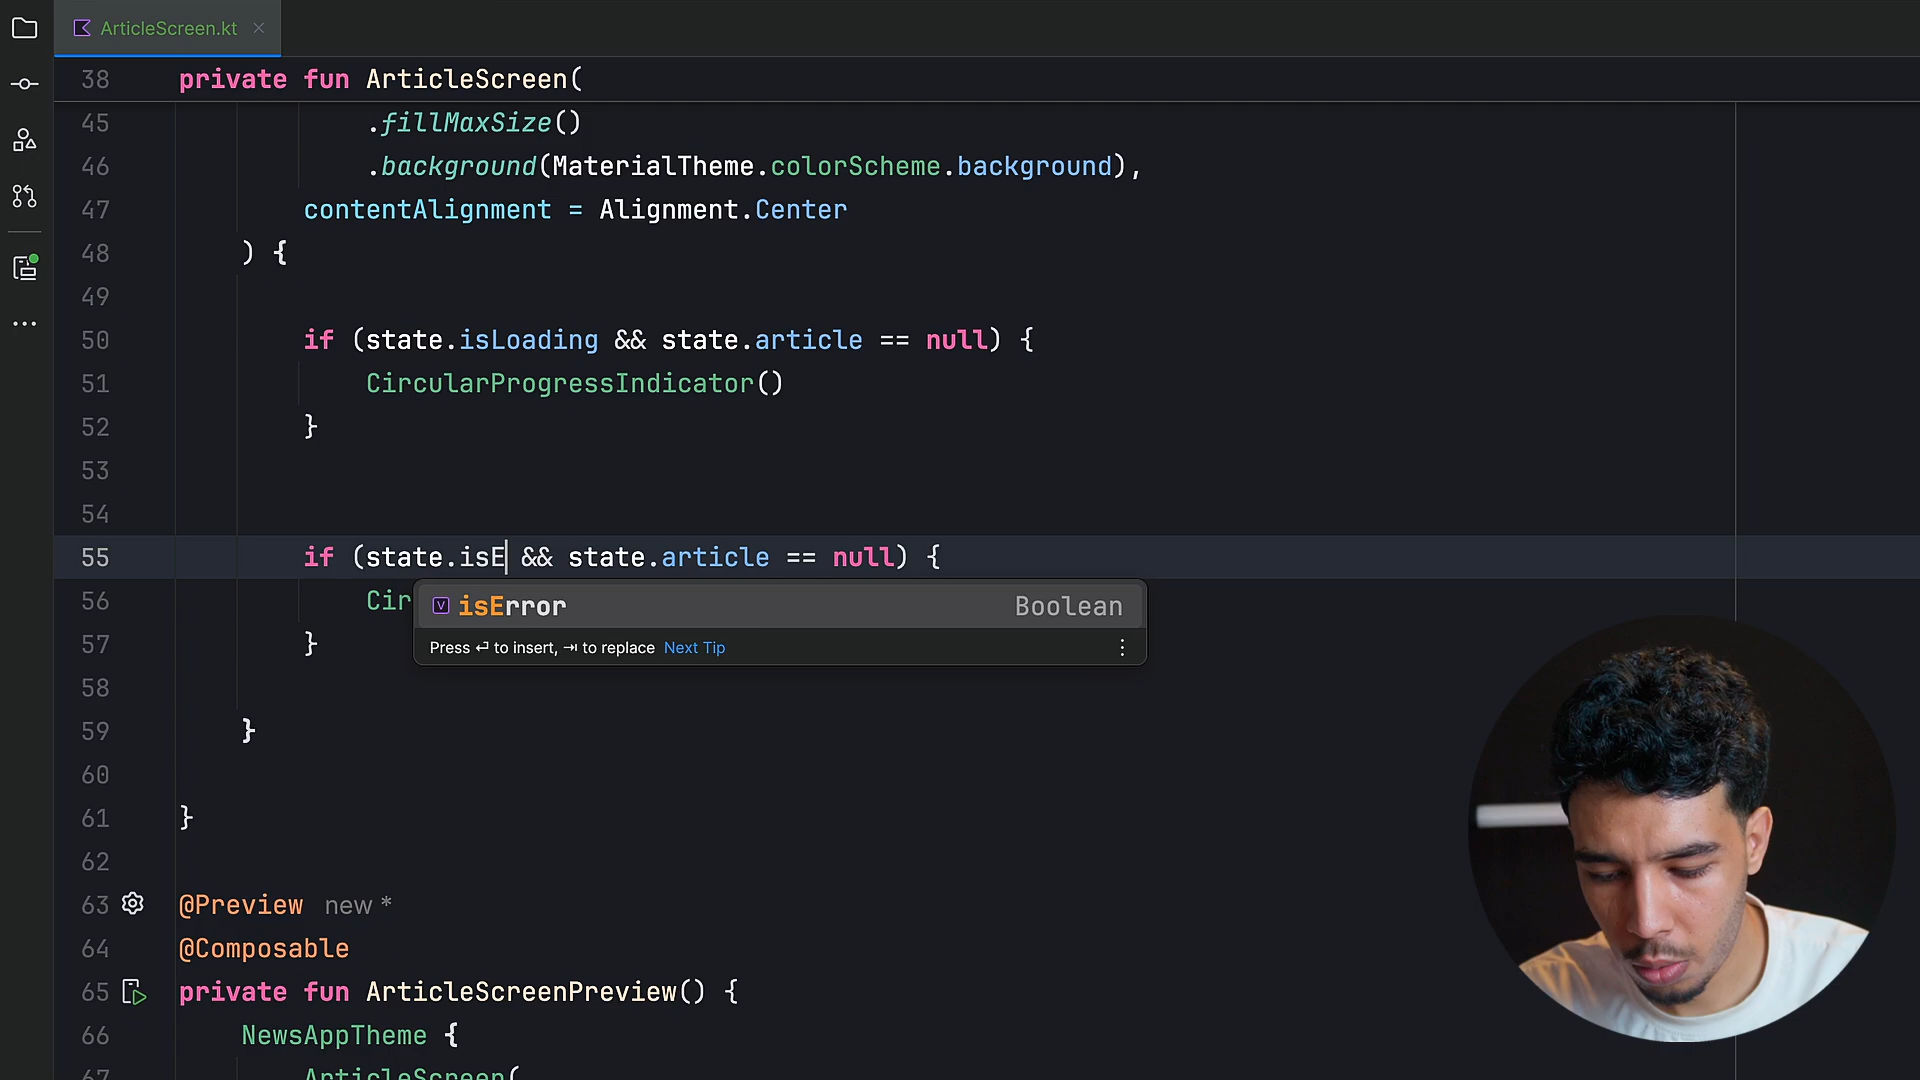 ArticleScreen.kt
38 private fun ArticleScreen(
45 .fillMaxSize()
46 .background(MaterialTheme.colorScheme.background),
47 contentAlignment = Alignment.Center
48 ) {
49
50 if (state.isLoading && state.article == null) {
51 CircularProgressIndicator()
52 }
53
54
55 if (state.isE && state.article == null) {
56 Cir
isError Boolean
Press ⏎ to insert, ⇥ to replace Next Tip
57 }
58
59 }
60
61 }
62
63 @Preview new *
64 @Composable
65 private fun ArticleScreenPreview() {
66 NewsAppTheme {
67 ArticleScreen(